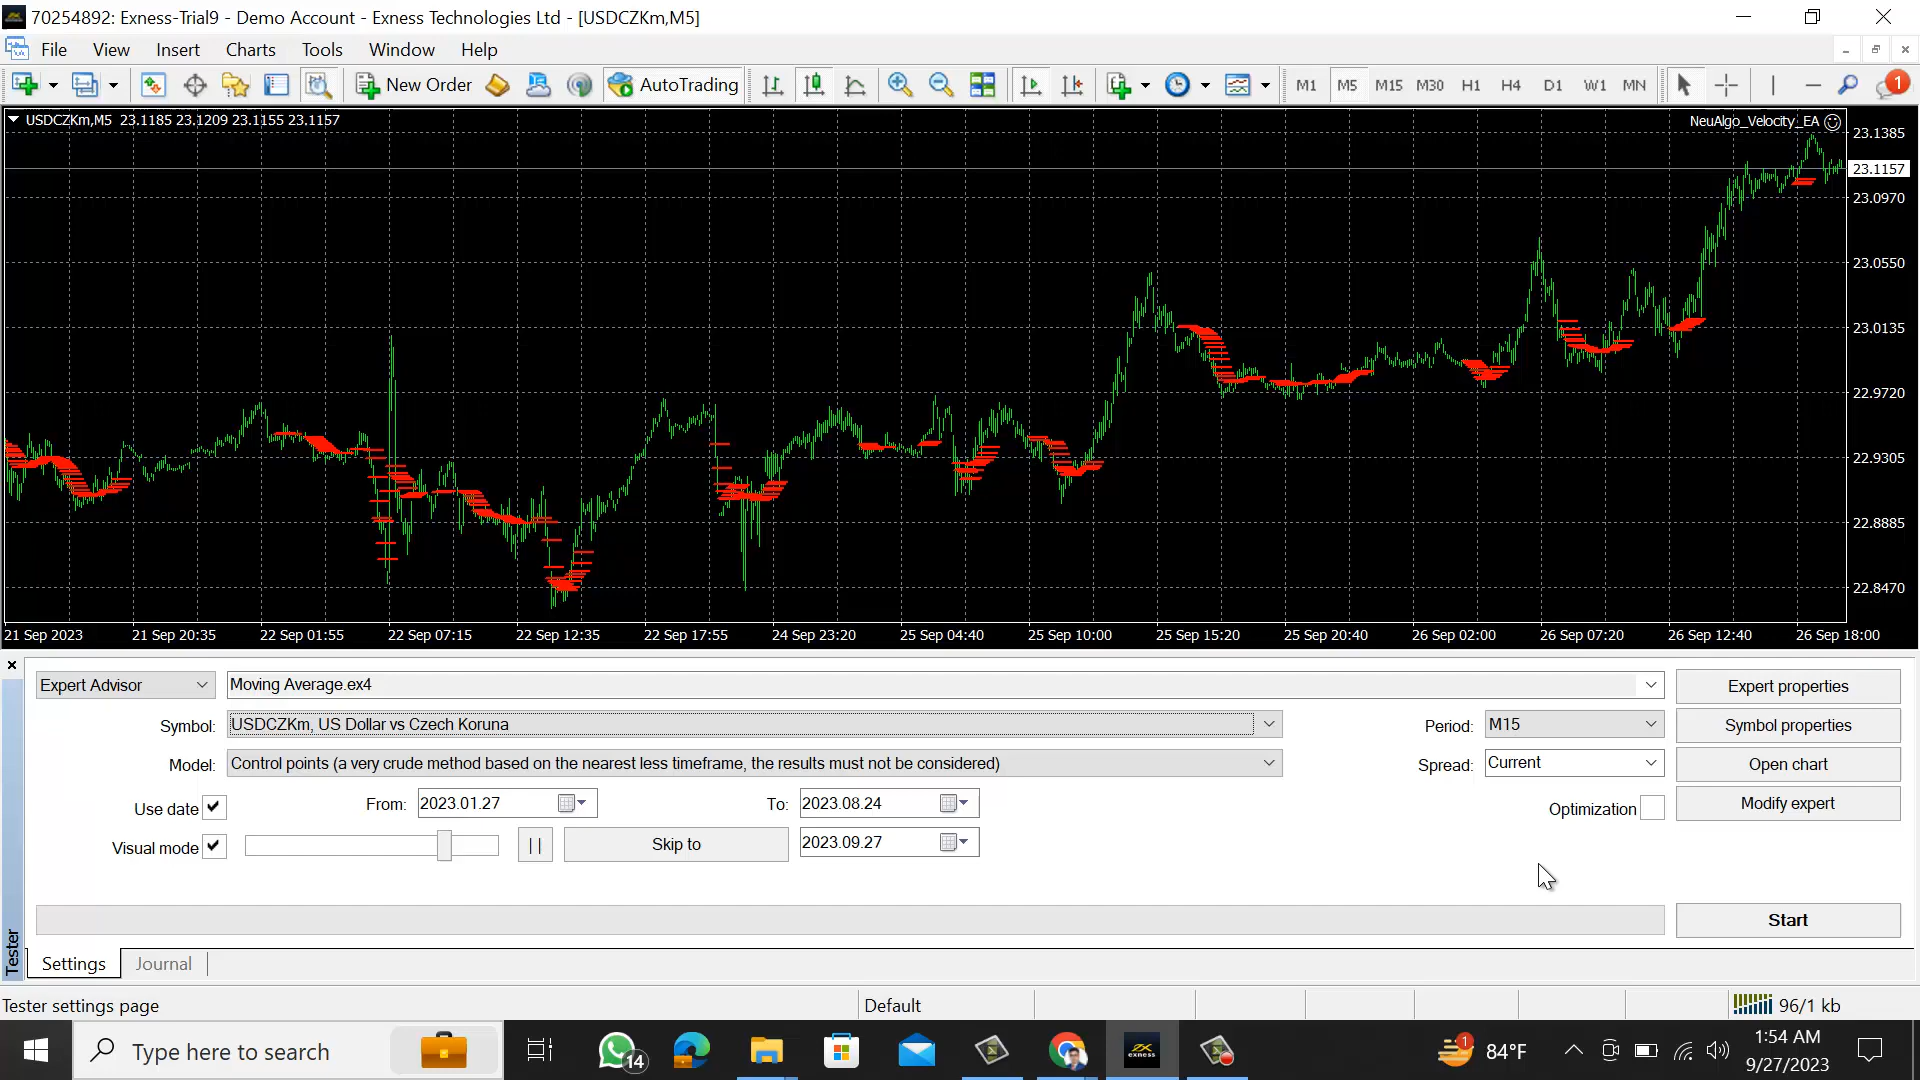 70254892: Exness-Trial9 - Demo Account - Exness Technologies Ltd - [USDCZKm,M5]
File View Insert Charts Tools Window Help
New Order AutoTrading M1 M5 M15 M30 H1 H4 D1 W1 MN 1
USDCZKm,M5 23.1185 23.1209 23.1155 23.1157
NeuAlgo_Velocity_EA
23.1385
23.1157
23.0970
23.0550
23.0135
22.9720
22.9305
22.8885
22.8470
21 Sep 2023 21 Sep 20:35 22 Sep 01:55 22 Sep 07:15 22 Sep 12:35 22 Sep 17:55 24 Sep 23:20 25 Sep 04:40 25 Sep 10:00 25 Sep 15:20 25 Sep 20:40 26 Sep 02:00 26 Sep 07:20 26 Sep 12:40 26 Sep 18:00
Expert Advisor Moving Average.ex4 Expert properties
Symbol: USDCZKm, US Dollar vs Czech Koruna Period: M15 Symbol properties
Model: Control points (a very crude method based on the nearest less timeframe, the results must not be considered) Spread: Current Open chart
Use date From: 2023.01.27 To: 2023.08.24 Optimization Modify expert
Visual mode Skip to 2023.09.27
Start
Tester
Settings Journal
Tester settings page Default 96/1 kb
Type here to search 14 exness 1 84°F 1:54 AM
9/27/2023